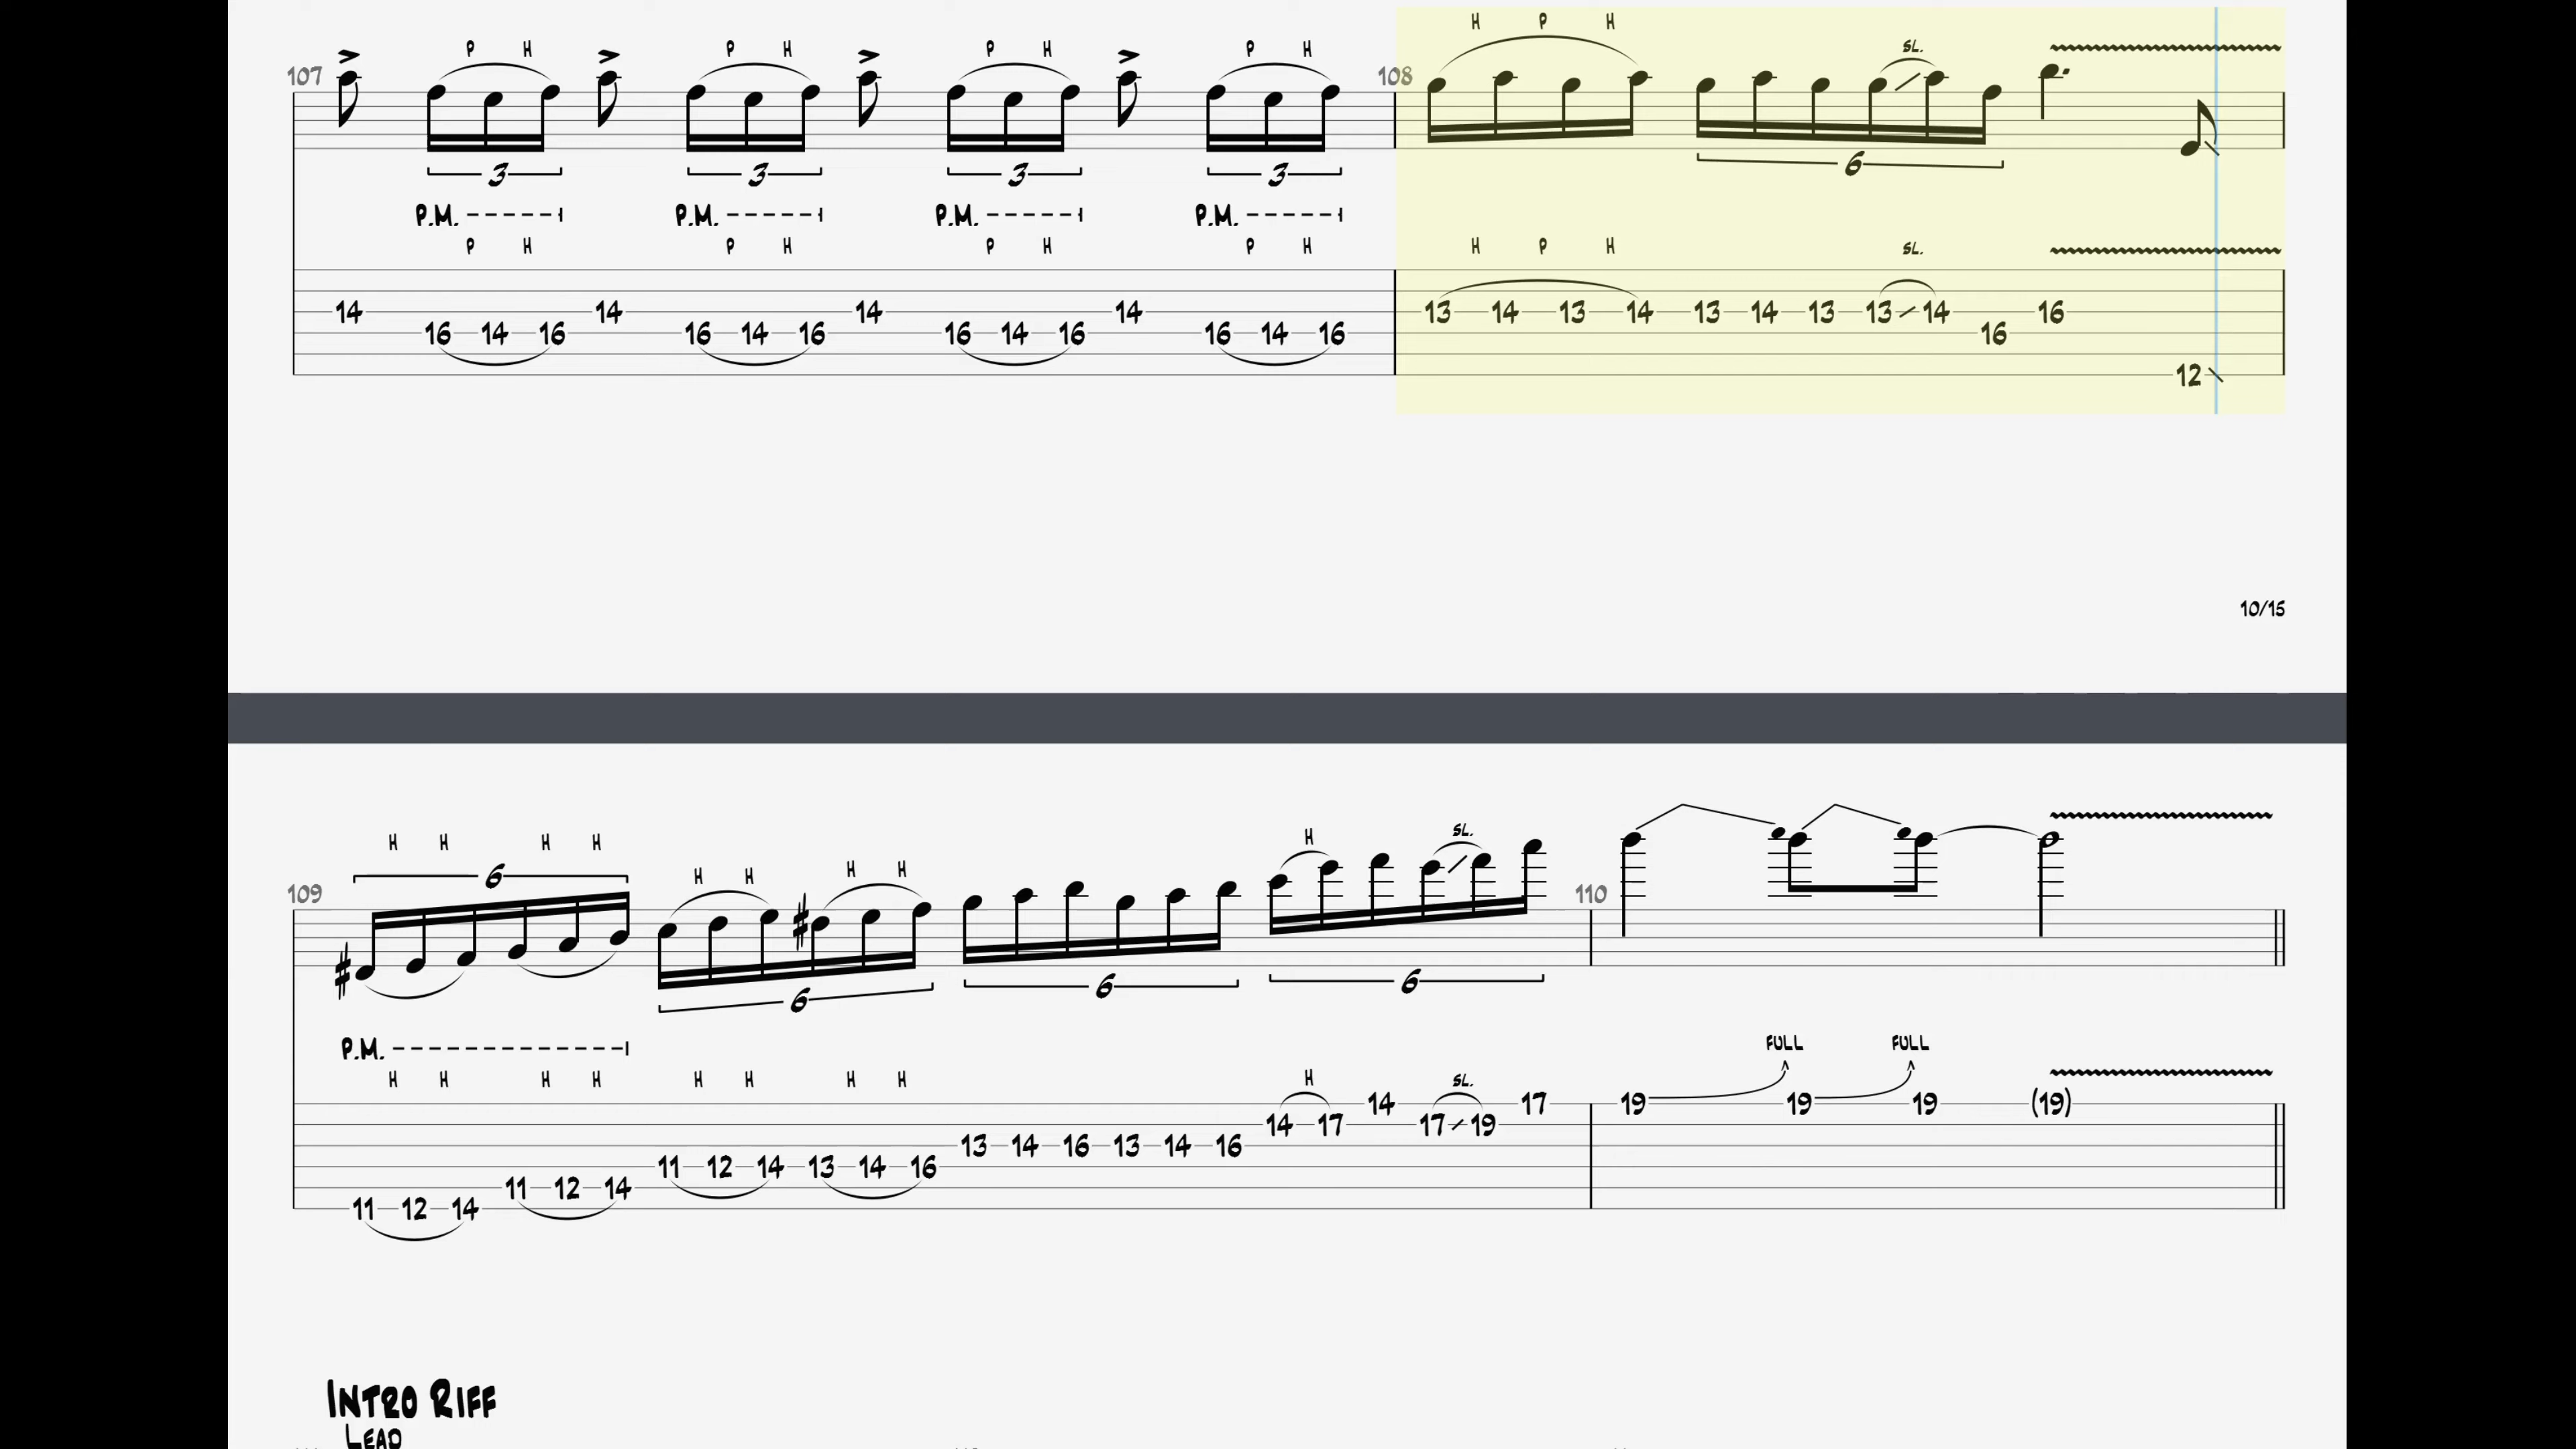 H P H
P H P H P H P H SL.
107 108
3 3 3 3 6
P.M. P.M. P.M. P.M.
P H P H P H P H H P H SL.
14 14 14 14 13 14 13 14 13 14 13 13 14 16
16 14 16 16 14 16 16 14 16 16 14 16 16
12
10/15
H H H H H SL.
6 H H H H
109 110
6 6 6
P.M. FULL FULL
H H H H H H H H H SL.
14 17 19 19 19 (19)
14 17 17 19
13 14 16 13 14 16
11 12 14 13 14 16
11 12 14
11 12 14
INTRO RIFF
LEAD